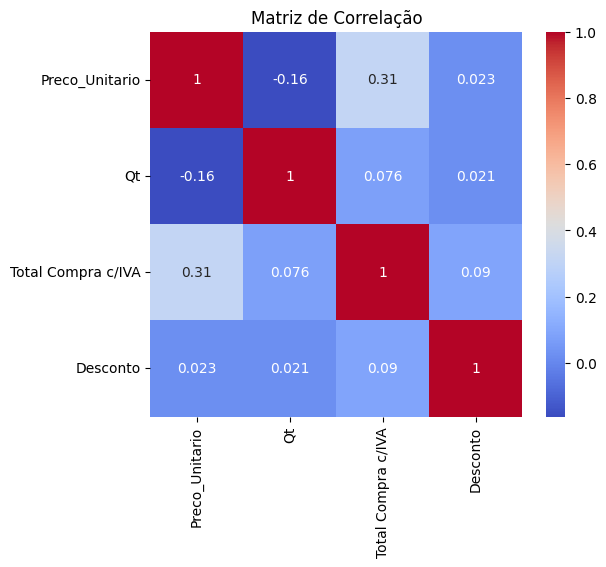 Matriz de Correlação
Preco_Unitario
1
-0.16
0.31
0.023
Qt
-0.16
1
0.076
0.021
Total Compra c/IVA
0.31
0.076
1
0.09
Desconto
0.023
0.021
0.09
1
Preco_Unitario
Qt
Total Compra c/IVA
Desconto
1.0
0.8
0.6
0.4
0.2
0.0